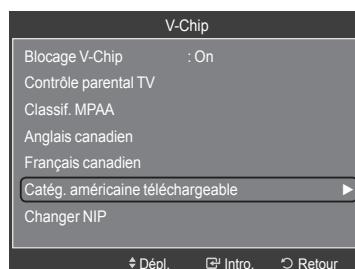 V-Chip
Blocage V-Chip : On
Contrôle parental TV
Classif. MPAA
Anglais canadien
Français canadien
Catég. américaine téléchargeable
Changer NIP
Dépl. Intro. Retour